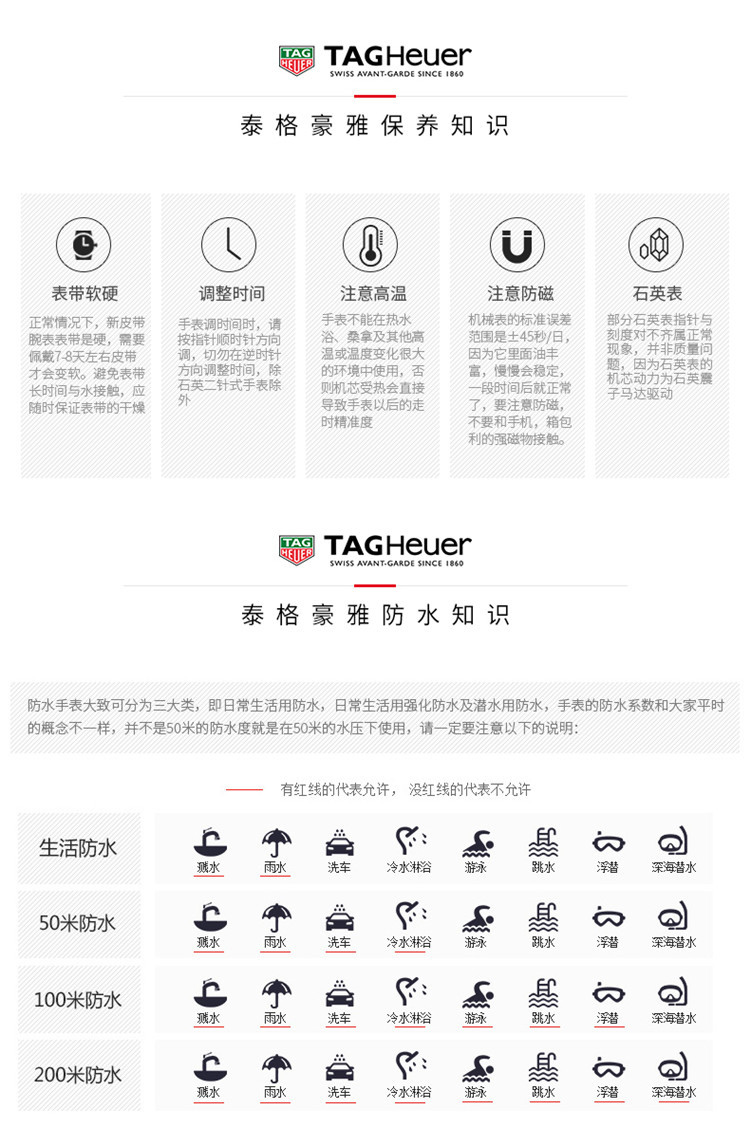 TAG
HEUER
TAGHeuer
SWISS AVANT-GARDE SINCE 1860
泰格豪雅保养知识
表带软硬
正常情况下，新皮带
腕表表带是硬，需要
佩戴7-8天左右皮带
才会变软。避免表带
长时间与水接触，应
随时保证表带的干燥
调整时间
手表调时间时，请
按指针顺时针方向
调，切勿在逆时针
方向调整时间，除
石英二针式手表除
外
注意高温
手表不能在热水
浴、桑拿及其他高
温或温度变化很大
的环境中使用，否
则机芯受热会直接
导致手表以后的走
时精准度
注意防磁
机械表的标准误差
范围是±45秒/日，
因为它里面油丰
富，慢慢会稳定，
一段时间后就正常
了，要注意防磁，
不要和手机，箱包
利的强磁物接触。
石英表
部分石英表指针与
刻度对不齐属正常
现象，并非质量问
题，因为石英表的
机芯动力为石英震
子马达驱动
TAG
HEUER
TAGHeuer
SWISS AVANT-GARDE SINCE 1860
泰格豪雅防水知识
防水手表大致可分为三大类，即日常生活用防水，日常生活用强化防水及潜水用防水，手表的防水系数和大家平时
的概念不一样，并不是50米的防水度就是在50米的水压下使用，请一定要注意以下的说明：
有红线的代表允许， 没红线的代表不允许
生活防水
溅水 雨水 洗车 冷水淋浴 游泳 跳水 浮潜 深海潜水
50米防水
溅水 雨水 洗车 冷水淋浴 游泳 跳水 浮潜 深海潜水
100米防水
溅水 雨水 洗车 冷水淋浴 游泳 跳水 浮潜 深海潜水
200米防水
溅水 雨水 洗车 冷水淋浴 游泳 跳水 浮潜 深海潜水